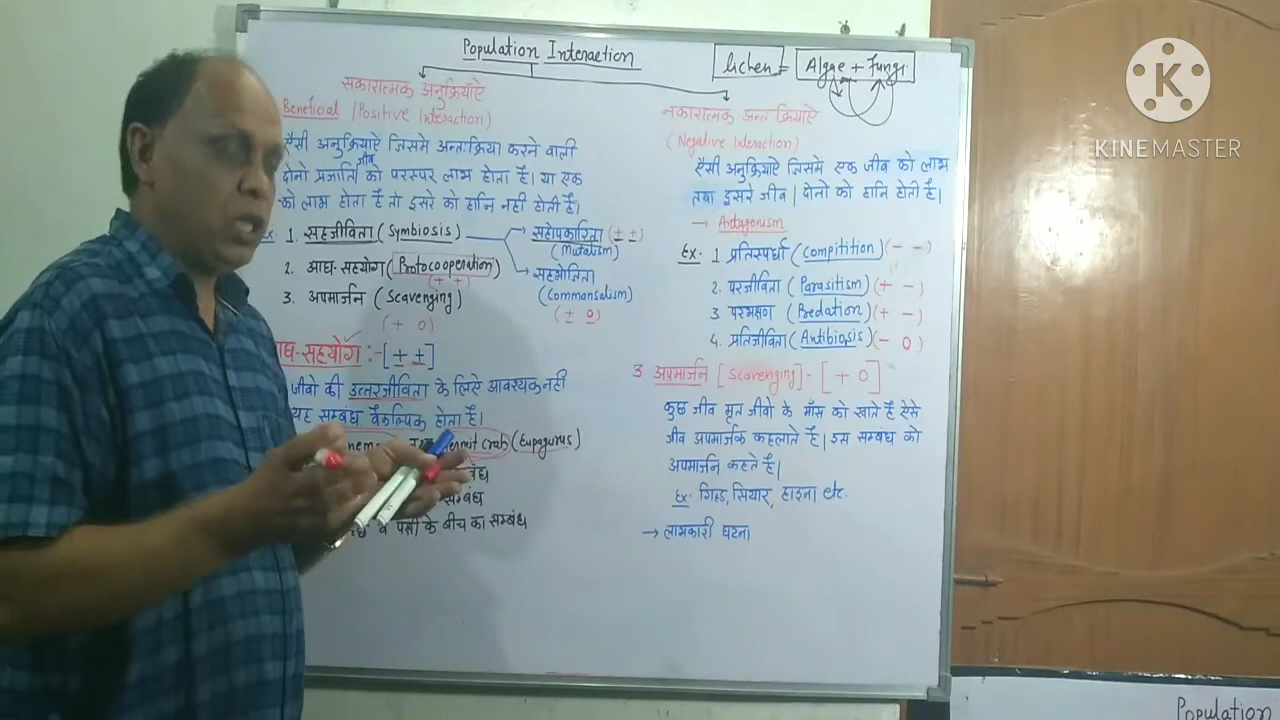 Population Interaction
lichen = Algae + Fungi
सकारात्मक अनुक्रियाऐ
Beneficial / Positive Interaction)
ऐसी अनुक्रियाऐ जिसमे अन्तःक्रिया करने वाली
दोनो प्रजाति जीव को परस्पर लाभ होता है। या एक
को लाभ होता है तो दूसरे को हानि नही होती है।
1. सहजीविता (Symbiosis)
सहोपकारिता (+ +)
(Mutalism)
सहभोजिता
(Commansalism)
(+ 0)
2. आद्य-सहयोग (Protocooperation)
(+ +)
3. अपमार्जन (Scavenging)
(+ 0)
आद्य-सहयोग :- [+ +]
जीवो की उत्तरजीविता के लिऐ आवश्यक नही
यह सम्बंध वैकल्पिक होता है।
Hermit Crab (Eupagurus)
सम्बंध
व पक्षी के बीच का सम्बंध
नकारात्मक अन्तःक्रियाऐ
(Negative Interaction)
ऐसी अनुक्रियाऐ जिसमे एक जीव को लाभ
तथा दूसरे जीव / दोनो को हानि होती है।
→ Antagonism
Ex. 1 प्रतिस्पर्धा (Compitition) (- -)
2. परजीविता (Parasitism) (+ -)
3 परभक्षण (Predation) (+ -)
4. प्रतिजीविता (Antibiosis) (- 0)
3 अपमार्जन [Scavenging] - [+ 0]
कुछ जीव मृत जीवो के माँस को खाते है ऐसे
जीव अपमार्जक कहलाते है। इस सम्बंध को
अपमार्जन कहते है।
Ex. गिद्ध, सियार, हाइना etc.
→ लाभकारी घटना
K
KINEMASTER
Population